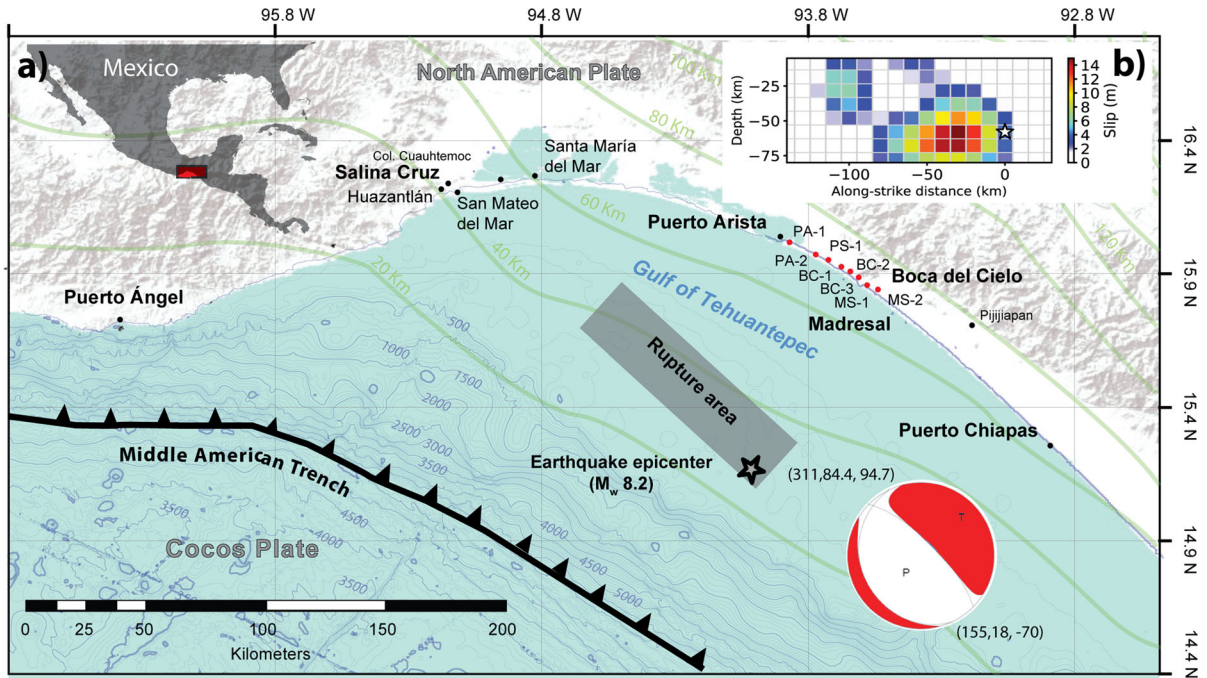 95.8 W
94.8 W
93.8 W
92.8 W
a)
Mexico
North American Plate
100 Km
80 Km
b)
Depth (km)
−25
−50
−75
−100
−50
0
Along-strike distance (km)
14
12
10
8
6
4
2
0
Slip (m)
16.4 N
Col. Cuauhtemoc
Salina Cruz
Huazantlán
San Mateo
del Mar
Santa María
del Mar
60 Km
40 Km
20 Km
120 Km
Puerto Arista
PA-1
PA-2
PS-1
BC-1
BC-2
BC-3
MS-1
MS-2
Boca del Cielo
Madresal
Pijijiapan
15.9 N
Puerto Ángel
Gulf of Tehuantepec
500
1000
1500
2000
2500
3000
3500
Rupture area
15.4 N
Puerto Chiapas
Middle American Trench
Earthquake epicenter
(Mw 8.2)
(311,84.4, 94.7)
T
P
(155,18, -70)
3500
4500
4000
3500
4000
4500
5000
Cocos Plate
14.9 N
0
25
50
100
150
200
Kilometers
14.4 N